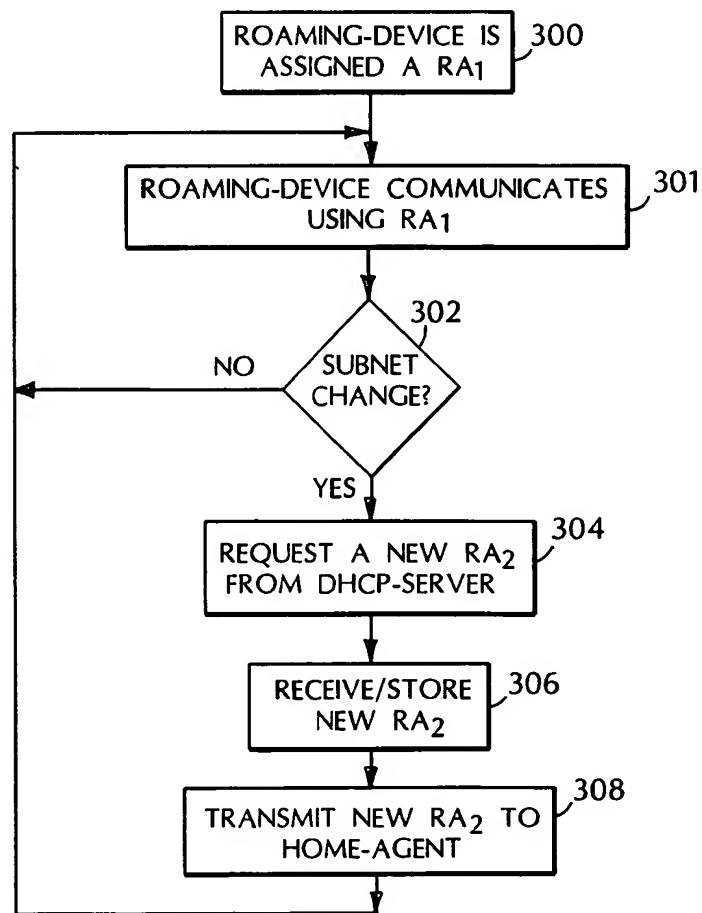 ROAMING-DEVICE IS
ASSIGNED A RA1
300
ROAMING-DEVICE COMMUNICATES
USING RA1
301
302
SUBNET
CHANGE?
NO
YES
304
REQUEST A NEW RA2
FROM DHCP-SERVER
RECEIVE/STORE
NEW RA2
306
TRANSMIT NEW RA2 TO
HOME-AGENT
308